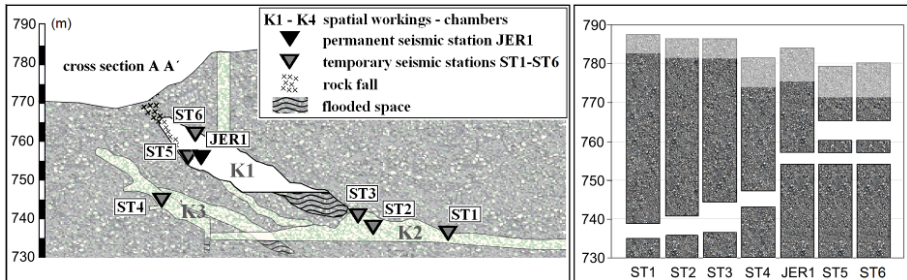 790 (m)
780
770
760
750
740
730
cross section A A´
K1 - K4 spatial workings - chambers
permanent seismic station JER1
temporary seismic stations ST1-ST6
rock fall
flooded space
ST6
JER1
ST5
K1
ST4
K3
ST3
ST2
ST1
K2
790
780
770
760
750
740
730
ST1 ST2 ST3 ST4 JER1 ST5 ST6